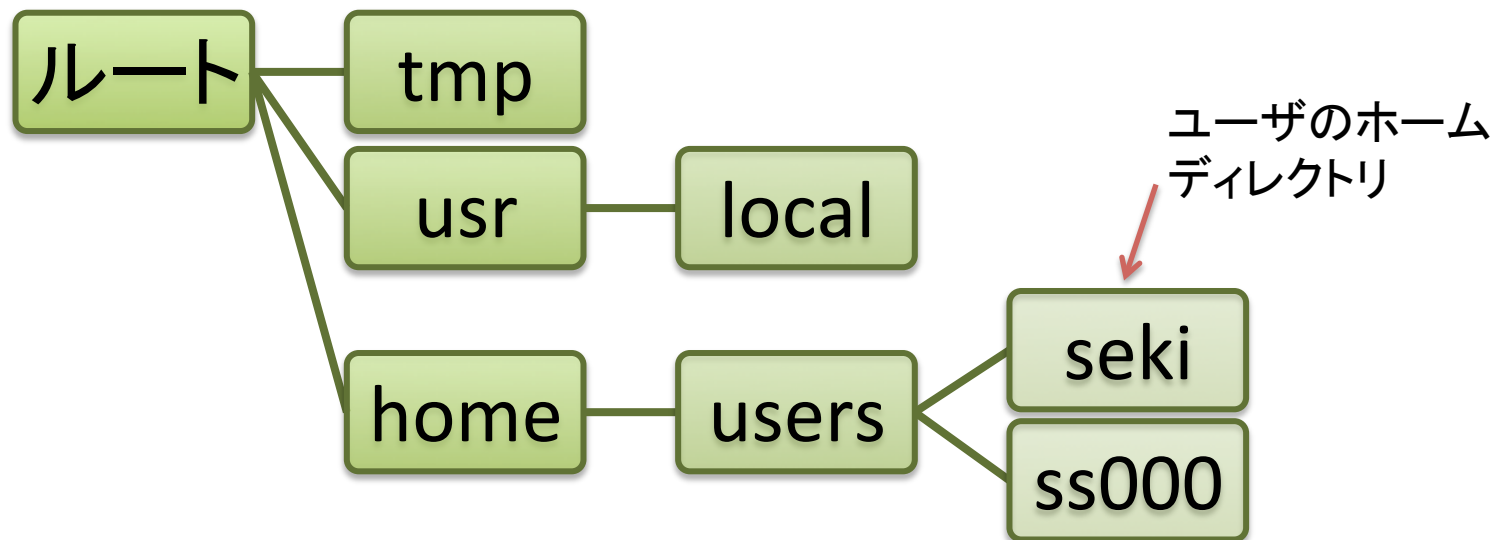 ルート
tmp
ユーザのホーム
ディレクトリ
usr
local
seki
home
users
ss000